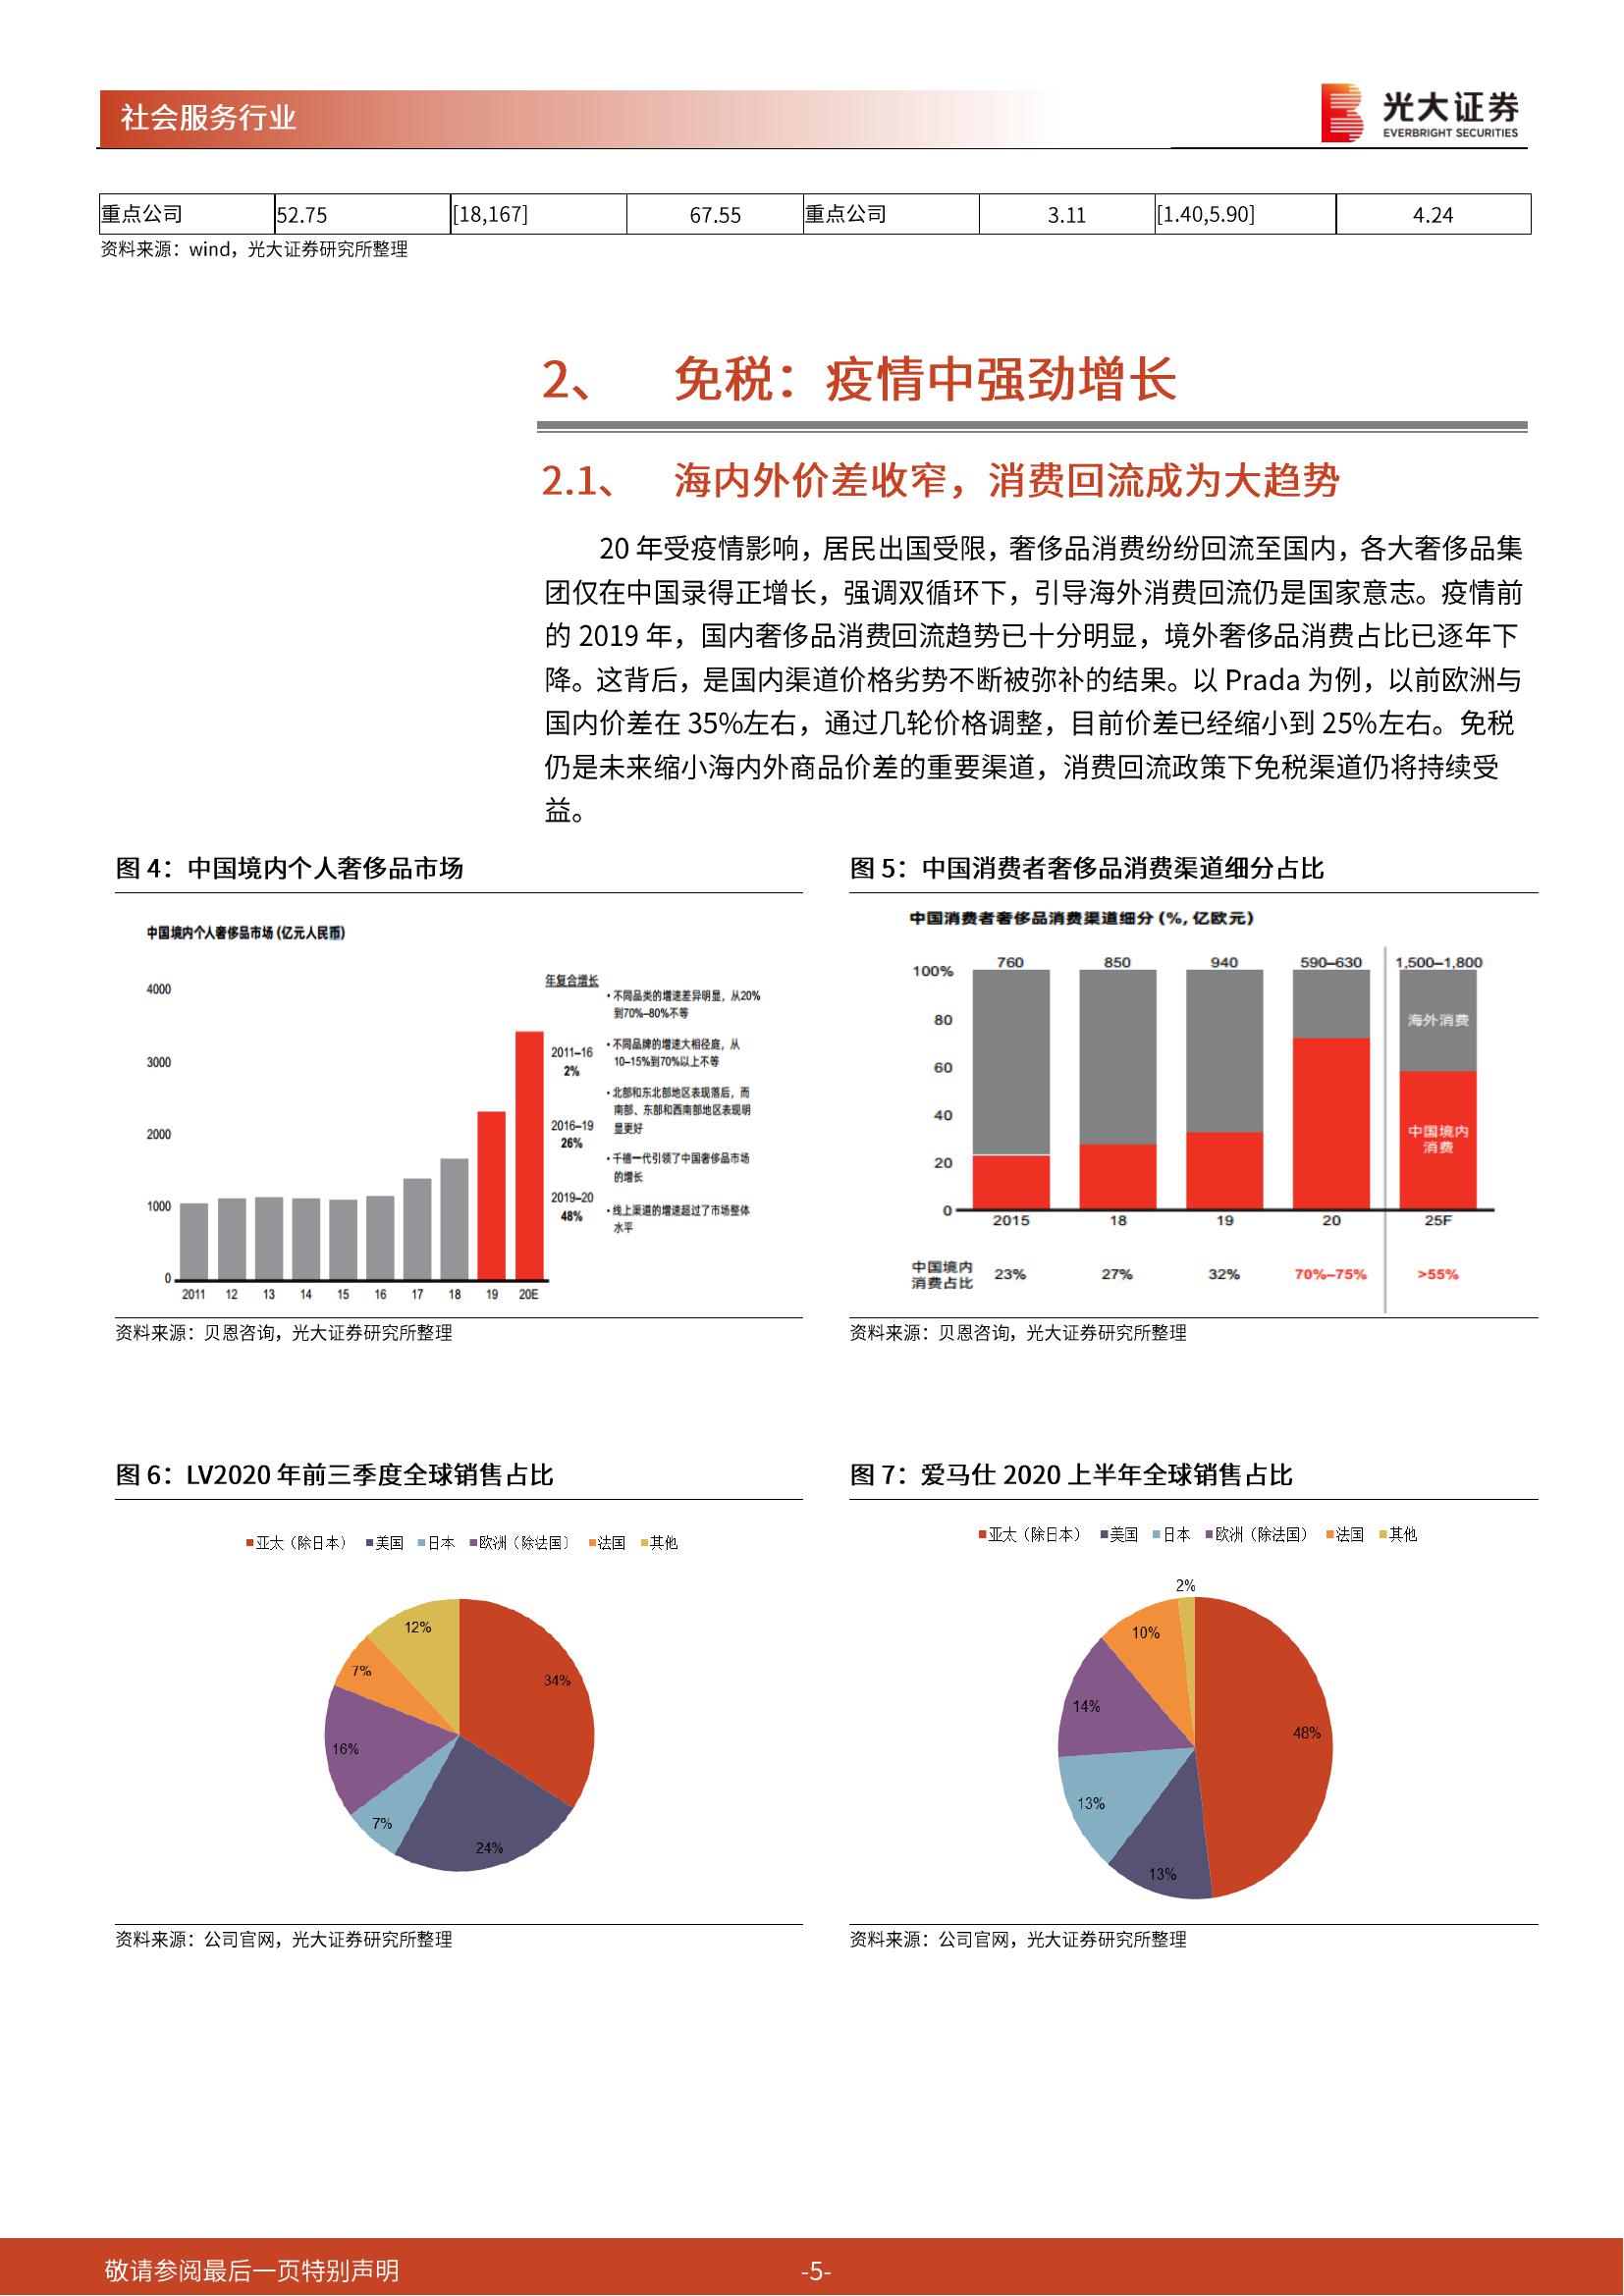 社会服务行业
光大证券
EVERBRIGHT SECURITIES
重点公司 52.75 [18,167] 67.55 重点公司 3.11 [1.40,5.90] 4.24
资料来源：wind，光大证券研究所整理
2、 免税：疫情中强劲增长
2.1、 海内外价差收窄，消费回流成为大趋势
20 年受疫情影响，居民出国受限，奢侈品消费纷纷回流至国内，各大奢侈品集
团仅在中国录得正增长，强调双循环下，引导海外消费回流仍是国家意志。疫情前
的 2019 年，国内奢侈品消费回流趋势已十分明显，境外奢侈品消费占比已逐年下
降。这背后，是国内渠道价格劣势不断被弥补的结果。以 Prada 为例，以前欧洲与
国内价差在 35%左右，通过几轮价格调整，目前价差已经缩小到 25%左右。免税
仍是未来缩小海内外商品价差的重要渠道，消费回流政策下免税渠道仍将持续受
益。
图 4：中国境内个人奢侈品市场
中国境内个人奢侈品市场 (亿元人民币)
4000
3000
2000
1000
0
2011 12 13 14 15 16 17 18 19 20E
年复合增长
2011–16
2%
2016–19
26%
2019–20
48%
• 不同品类的增速差异明显，从20%
到70%–80%不等
• 不同品牌的增速大相径庭，从
10–15%到70%以上不等
• 北部和东北部地区表现落后，而
南部、东部和西南部地区表现明
显更好
• 千禧一代引领了中国奢侈品市场
的增长
• 线上渠道的增速超过了市场整体
水平
资料来源：贝恩咨询，光大证券研究所整理
图 5：中国消费者奢侈品消费渠道细分占比
中国消费者奢侈品消费渠道细分 (%, 亿欧元)
760 850 940 590–630 1,500–1,800
100%
80
60
40
20
0
海外消费
中国境内
消费
2015 18 19 20 25F
中国境内
消费占比
23% 27% 32% 70%–75% >55%
资料来源：贝恩咨询，光大证券研究所整理
图 6：LV2020 年前三季度全球销售占比
亚太（除日本） 美国 日本 欧洲（除法国） 法国 其他
12%
7%
34%
16%
7%
24%
资料来源：公司官网，光大证券研究所整理
图 7：爱马仕 2020 上半年全球销售占比
亚太（除日本） 美国 日本 欧洲（除法国） 法国 其他
2%
10%
14%
48%
13%
13%
资料来源：公司官网，光大证券研究所整理
敬请参阅最后一页特别声明
-5-